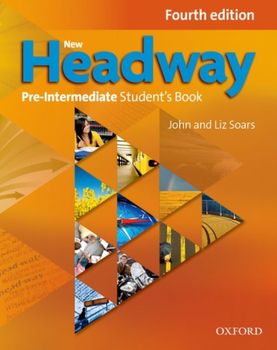 Fourth edition
New
Headway
Pre-Intermediate Student's Book
John and Liz Soars
OXFORD